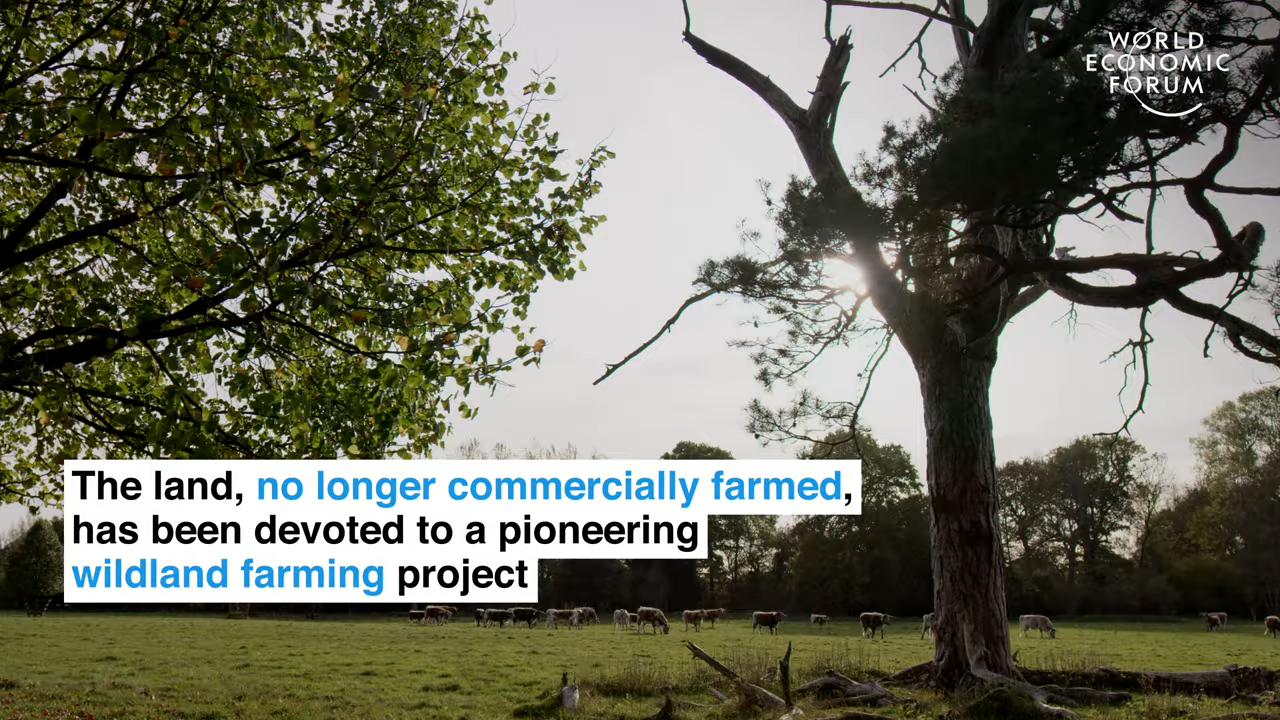 WORLD
ECONOMIC
FORUM
The land, no longer commercially farmed,
has been devoted to a pioneering
wildland farming project